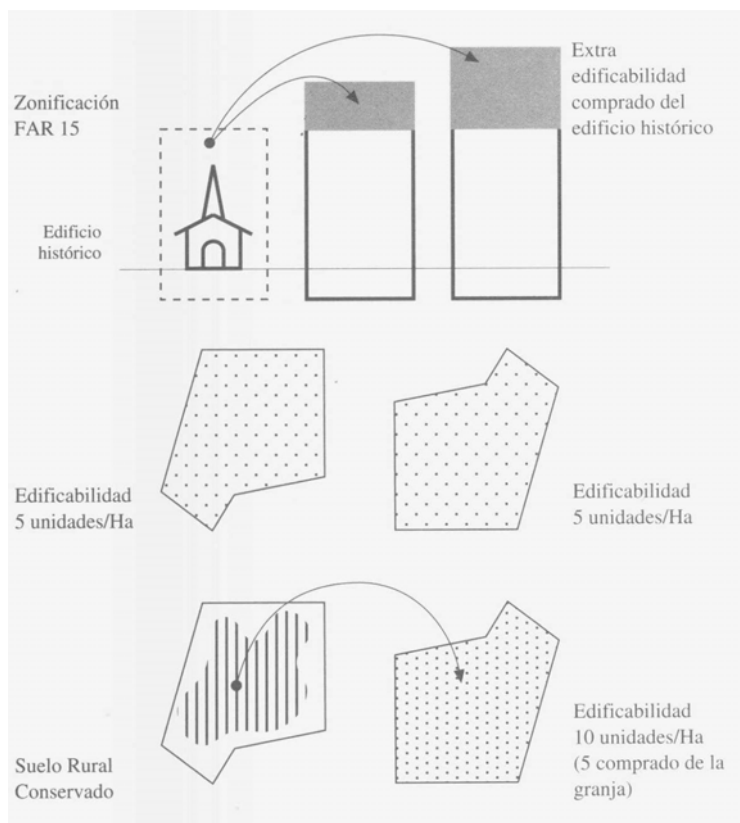 Zonificación
FAR 15
Extra
edificabilidad
comprado del
edificio histórico
Edificio
histórico
Edificabilidad
5 unidades/Ha
Edificabilidad
5 unidades/Ha
Suelo Rural
Conservado
Edificabilidad
10 unidades/Ha
(5 comprado de la
granja)